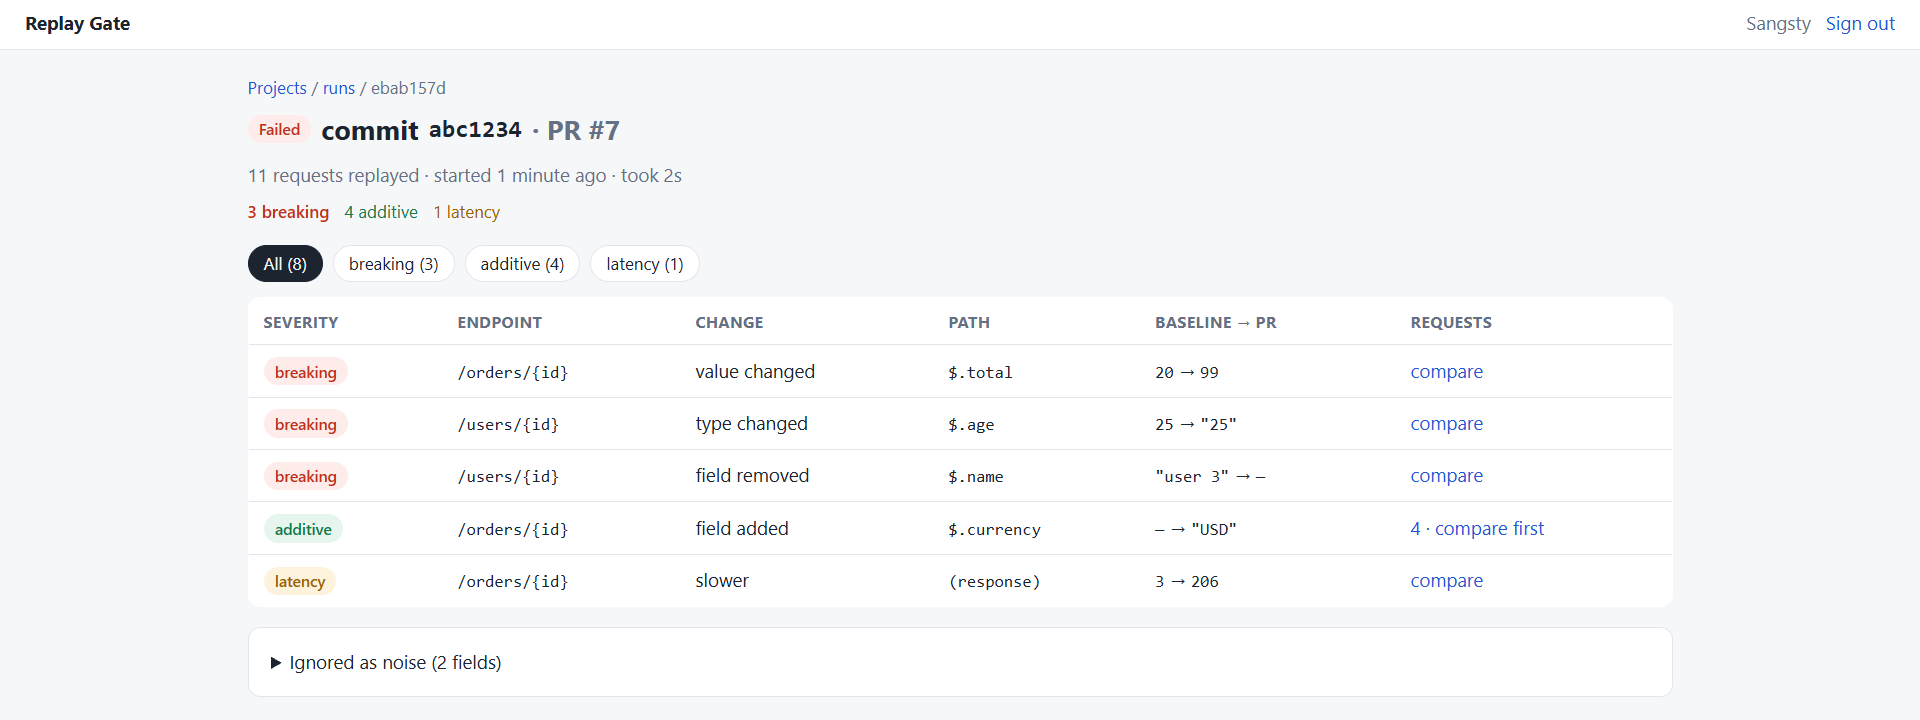 Replay Gate Sangsty Sign out
Projects / runs / ebab157d
Failed commit abc1234 · PR #7
11 requests replayed · started 1 minute ago · took 2s
3 breaking 4 additive 1 latency
All (8) breaking (3) additive (4) latency (1)
SEVERITY ENDPOINT CHANGE PATH BASELINE → PR REQUESTS
breaking /orders/{id} value changed $.total 20 → 99 compare
breaking /users/{id} type changed $.age 25 → "25" compare
breaking /users/{id} field removed $.name "user 3" → — compare
additive /orders/{id} field added $.currency — → "USD" 4 · compare first
latency /orders/{id} slower (response) 3 → 206 compare
▶ Ignored as noise (2 fields)